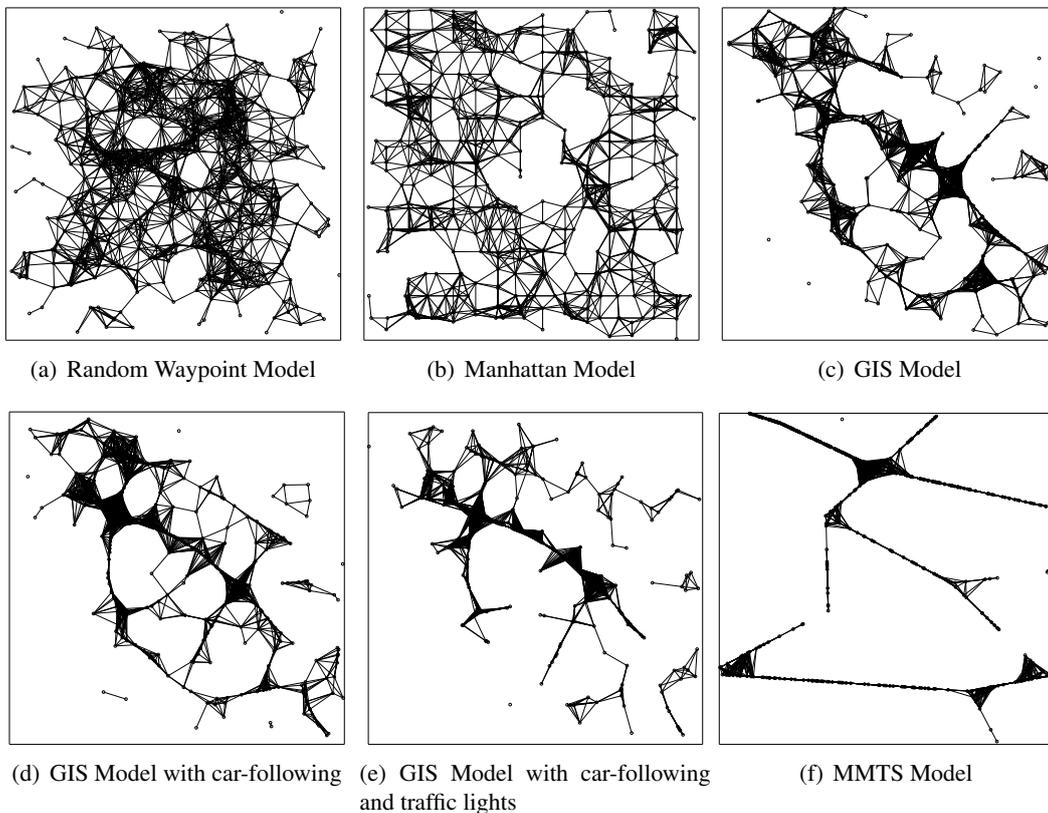 (a) Random Waypoint Model
(b) Manhattan Model
(c) GIS Model
(d) GIS Model with car-following
(e) GIS Model with car-following
and traffic lights
(f) MMTS Model